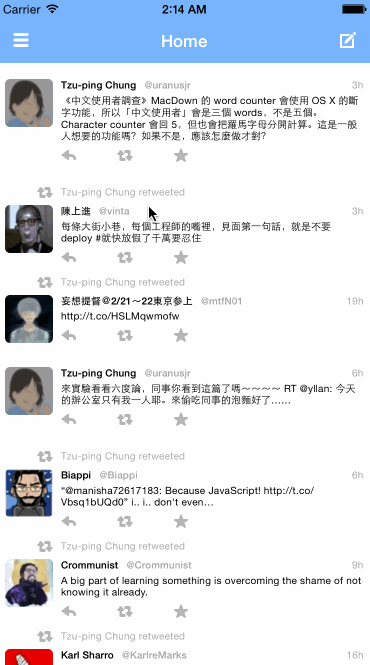 Carrier 2:14 AM
Home
Tzu-ping Chung @uranusjr 3h
《中文使用者調查》MacDown 的 word counter 會使用 OS X 的斷
字功能，所以「中文使用者」會是三個 words，不是五個。
Character counter 會回 5，但也會把羅馬字母分開計算。這是一般
人想要的功能嗎？如果不是，應該怎麼做才對？
Tzu-ping Chung retweeted
陳上進 @vinta 3h
每條大街小巷，每個工程師的嘴裡，見面第一句話，就是不要
deploy #就快放假了千萬要忍住
Tzu-ping Chung retweeted
妄想提督@2/21〜22東京参上 @mtfN01 19h
http://t.co/HSLMqwmofw
Tzu-ping Chung @uranusjr 6h
來實驗看看六度論，同事你看到這篇了嗎～～～～ RT @yllan: 今天
的辦公室只有我一人耶。來偷吃同事的泡麵好了……
Tzu-ping Chung retweeted
Biappi @Biappi 6h
“@manisha72617183: Because JavaScript! http://t.co/
Vbsq1bUQd0” i.. i.. don't even…
Tzu-ping Chung retweeted
Crommunist @Crommunist 9h
A big part of learning something is overcoming the shame of not
knowing it already.
Tzu-ping Chung retweeted
Karl Sharro @KarlreMarks 16h